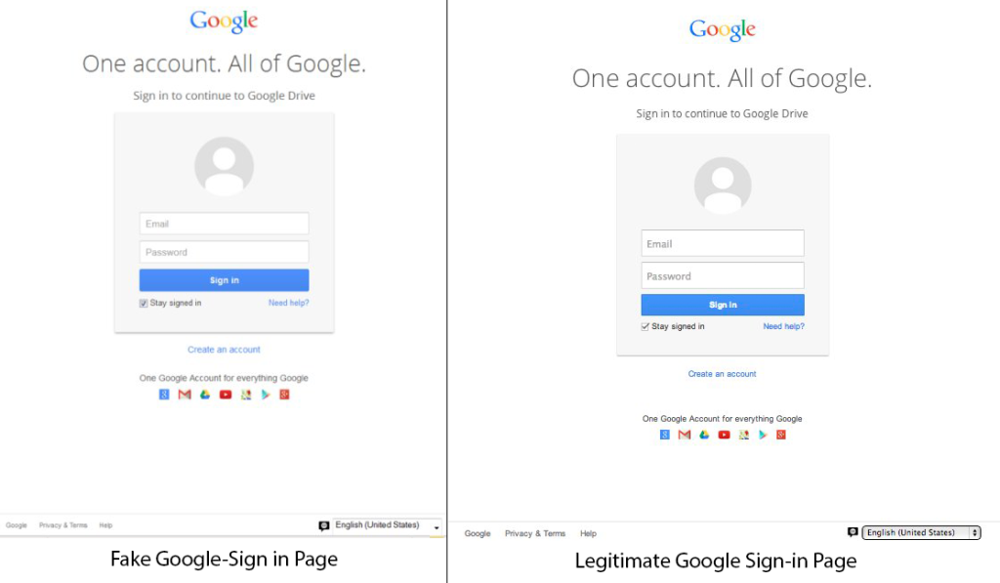 Google
One account. All of Google.
Sign in to continue to Google Drive
Email
Password
Sign in
Stay signed in
Need help?
Create an account
One Google Account for everything Google
Google
Privacy & Terms
Help
English (United States)
Fake Google-Sign in Page
Google
One account. All of Google.
Sign in to continue to Google Drive
Email
Password
Sign in
Stay signed in
Need help?
Create an account
One Google Account for everything Google
Google
Privacy & Terms
Help
English (United States)
Legitimate Google Sign-in Page